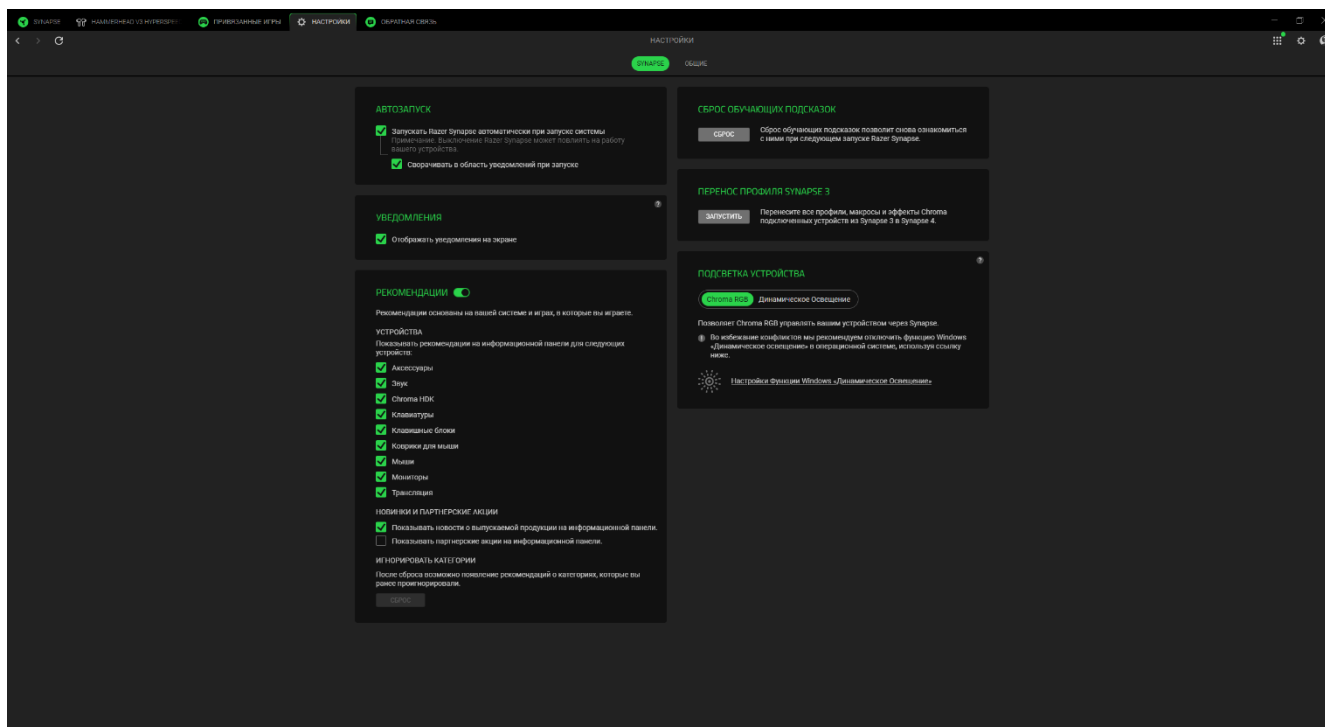 SYNAPSE
HAMMERHEAD V3 HYPERSPE
ПРИВЯЗАННЫЕ ИГРЫ
НАСТРОЙКИ
ОБРАТНАЯ СВЯЗЬ
НАСТРОЙКИ
SYNAPSE
ОБЩИЕ
АВТОЗАПУСК
Запускать Razer Synapse автоматически при запуске системы
Примечание. Выключение Razer Synapse может повлиять на работу
вашего устройства.
Сворачивать в область уведомлений при запуске
УВЕДОМЛЕНИЯ
Отображать уведомления на экране
РЕКОМЕНДАЦИИ
Рекомендации основаны на вашей системе и играх, в которые вы играете.
УСТРОЙСТВА
Показывать рекомендации на информационной панели для следующих
устройств:
Аксессуары
Звук
Chroma HDK
Клавиатуры
Клавишные блоки
Коврики для мыши
Мыши
Мониторы
Трансляция
НОВИНКИ И ПАРТНЕРСКИЕ АКЦИИ
Показывать новости о выпускаемой продукции на информационной панели.
Показывать партнерские акции на информационной панели.
ИГНОРИРОВАТЬ КАТЕГОРИИ
После сброса возможно появление рекомендаций о категориях, которые вы
ранее проигнорировали.
СБРОС
СБРОС ОБУЧАЮЩИХ ПОДСКАЗОК
СБРОС
Сброс обучающих подсказок позволит снова ознакомиться
с ними при следующем запуске Razer Synapse.
ПЕРЕНОС ПРОФИЛЯ SYNAPSE 3
ЗАПУСТИТЬ
Перенесите все профили, макросы и эффекты Chroma
подключенных устройств из Synapse 3 в Synapse 4.
ПОДСВЕТКА УСТРОЙСТВА
Chroma RGB
Динамическое Освещение
Позволяет Chroma RGB управлять вашим устройством через Synapse.
Во избежание конфликтов мы рекомендуем отключить функцию Windows
«Динамическое освещение» в операционной системе, используя ссылку
ниже.
Настройки Функции Windows «Динамическое Освещение»